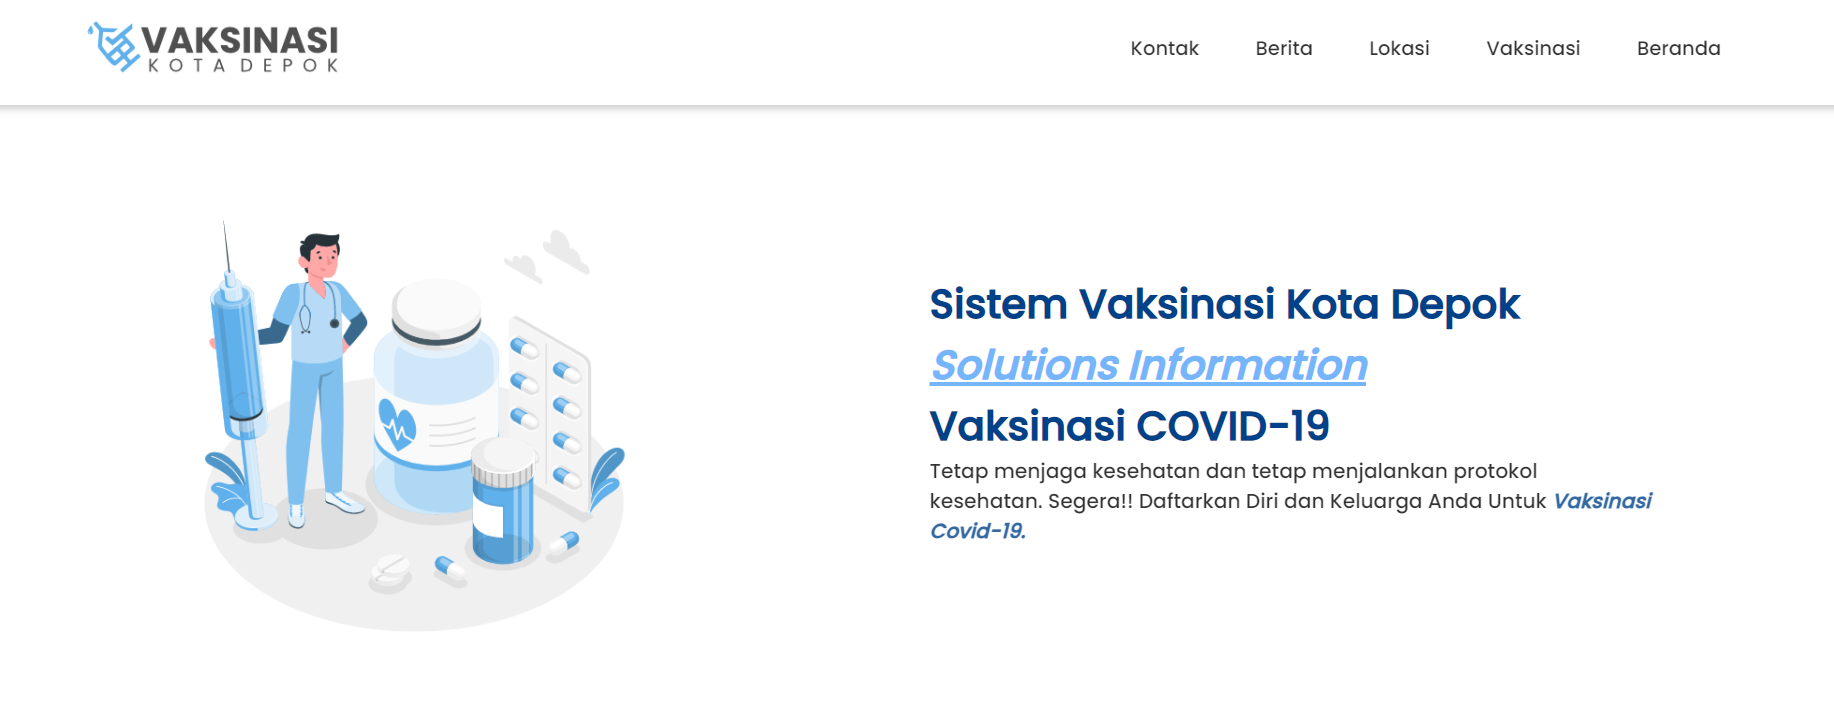 VAKSINASI
KOTA DEPOK
Kontak Berita Lokasi Vaksinasi Beranda
Sistem Vaksinasi Kota Depok
Solutions Information
Vaksinasi COVID-19
Tetap menjaga kesehatan dan tetap menjalankan protokol
kesehatan. Segera!! Daftarkan Diri dan Keluarga Anda Untuk Vaksinasi
Covid-19.